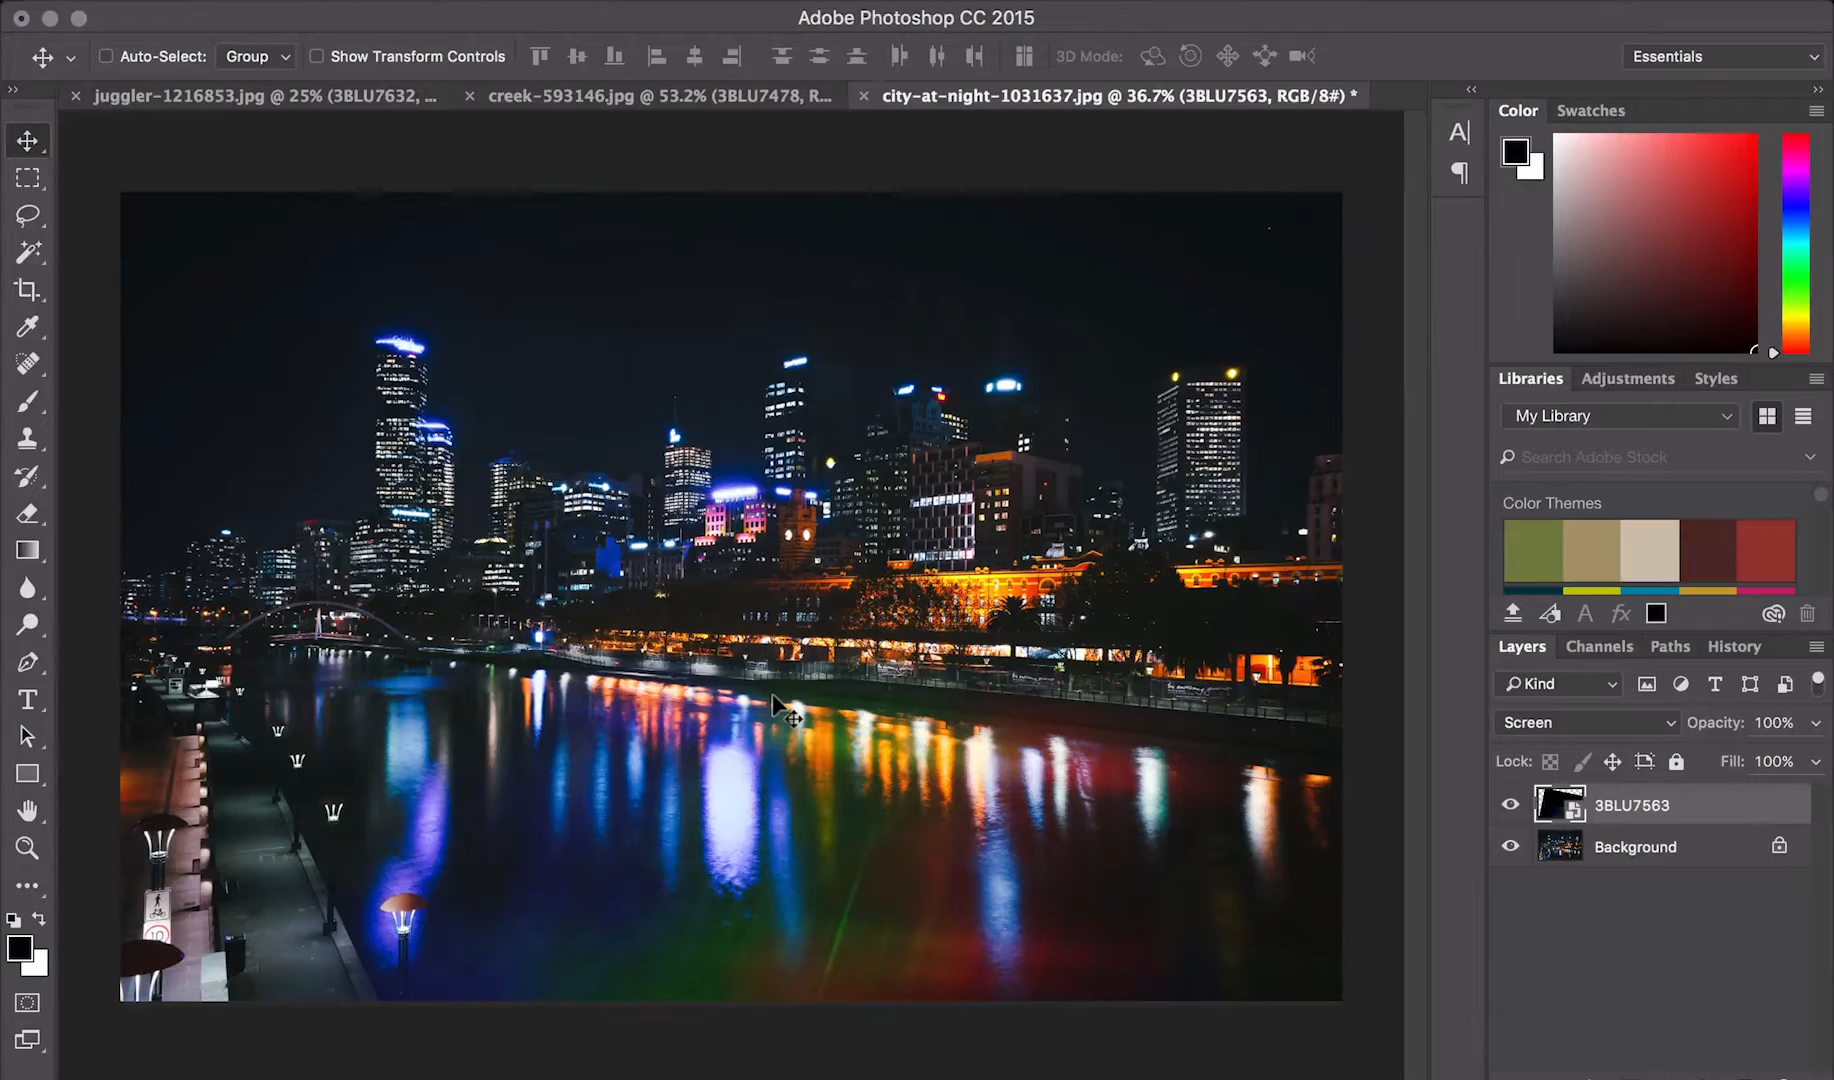 Adobe Photoshop CC 2015
Auto-Select: Group Show Transform Controls 3D Mode: Essentials
juggler-1216853.jpg @ 25% (3BLU7632, ... creek-593146.jpg @ 53.2% (3BLU7478, R... city-at-night-1031637.jpg @ 36.7% (3BLU7563, RGB/8#) *
Color Swatches
A|
¶
Libraries Adjustments Styles
My Library
Search Adobe Stock
Color Themes
A fx
Layers Channels Paths History
Kind T
Screen Opacity: 100%
Lock: Fill: 100%
3BLU7563
Background
T
10